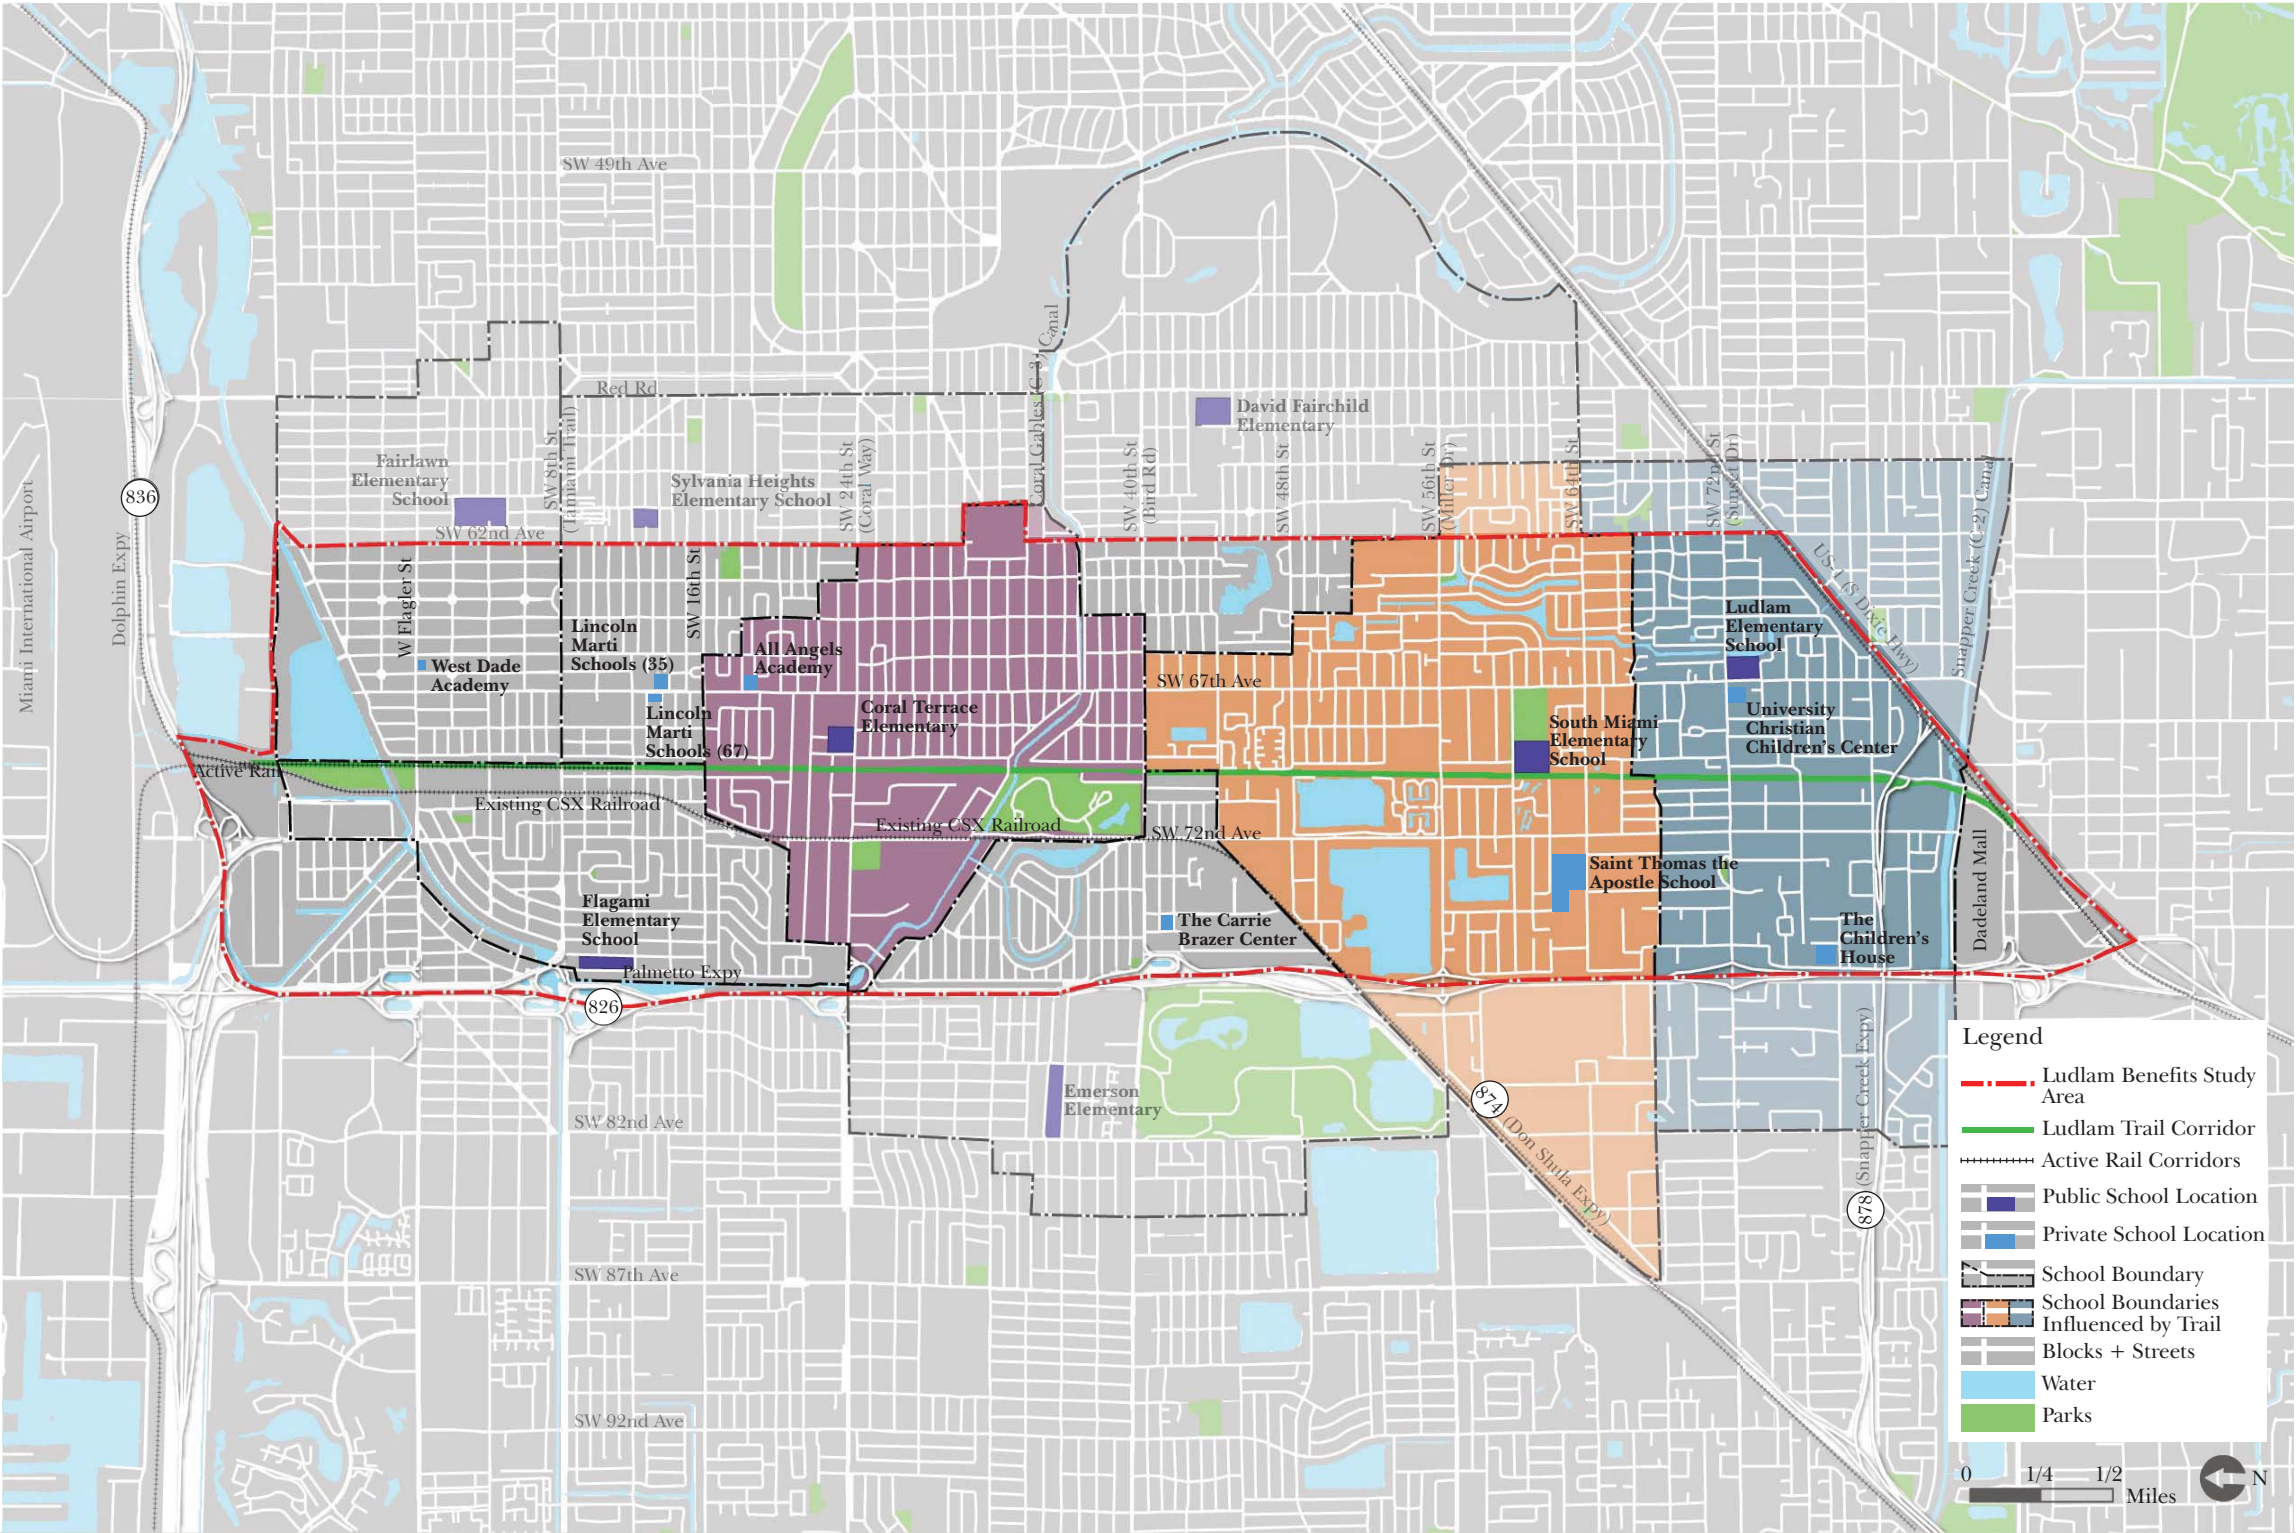 SW 49th Ave
Red Rd
Coral Gables (C-3) Canal
David Fairchild
Elementary
Fairlawn
Elementary
School
SW 8th St
(Tamiami Trail)
Sylvania Heights
Elementary School
SW 24th St
(Coral Way)
SW 40th St
(Bird Rd)
SW 48th St
SW 56th St
(Miller Dr)
SW 64th St
SW 72nd St
(Sunset Dr)
Snapper Creek (C-2) Canal
Miami International Airport
836
Dolphin Expy
SW 62nd Ave
W Flagler St
SW 16th St
US-1 (S Dixie Hwy)
Lincoln
Marti
Schools (35)
West Dade
Academy
All Angels
Academy
Ludlam
Elementary
School
SW 67th Ave
Lincoln
Marti
Schools (67)
Coral Terrace
Elementary
South Miami
Elementary
School
University
Christian
Children's Center
Active Rail
Existing CSX Railroad
Existing CSX Railroad
SW 72nd Ave
Dadeland Mall
Saint Thomas the
Apostle School
Flagami
Elementary
School
The Carrie
Brazer Center
The
Children's
House
Palmetto Expy
826
Emerson
Elementary
874
(Don Shula Expy)
878
(Snapper Creek Expy)
SW 82nd Ave
SW 87th Ave
SW 92nd Ave
Legend
Ludlam Benefits Study
Area
Ludlam Trail Corridor
Active Rail Corridors
Public School Location
Private School Location
School Boundary
School Boundaries
Influenced by Trail
Blocks + Streets
Water
Parks
0 1/4 1/2
Miles
N